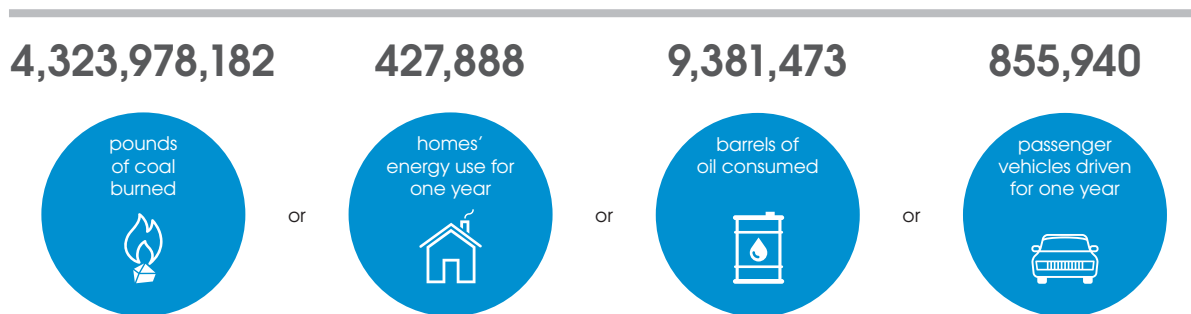 4,323,978,182
427,888
9,381,473
855,940
pounds
of coal
burned
or
homes’
energy use for
one year
or
barrels of
oil consumed
or
passenger
vehicles driven
for one year